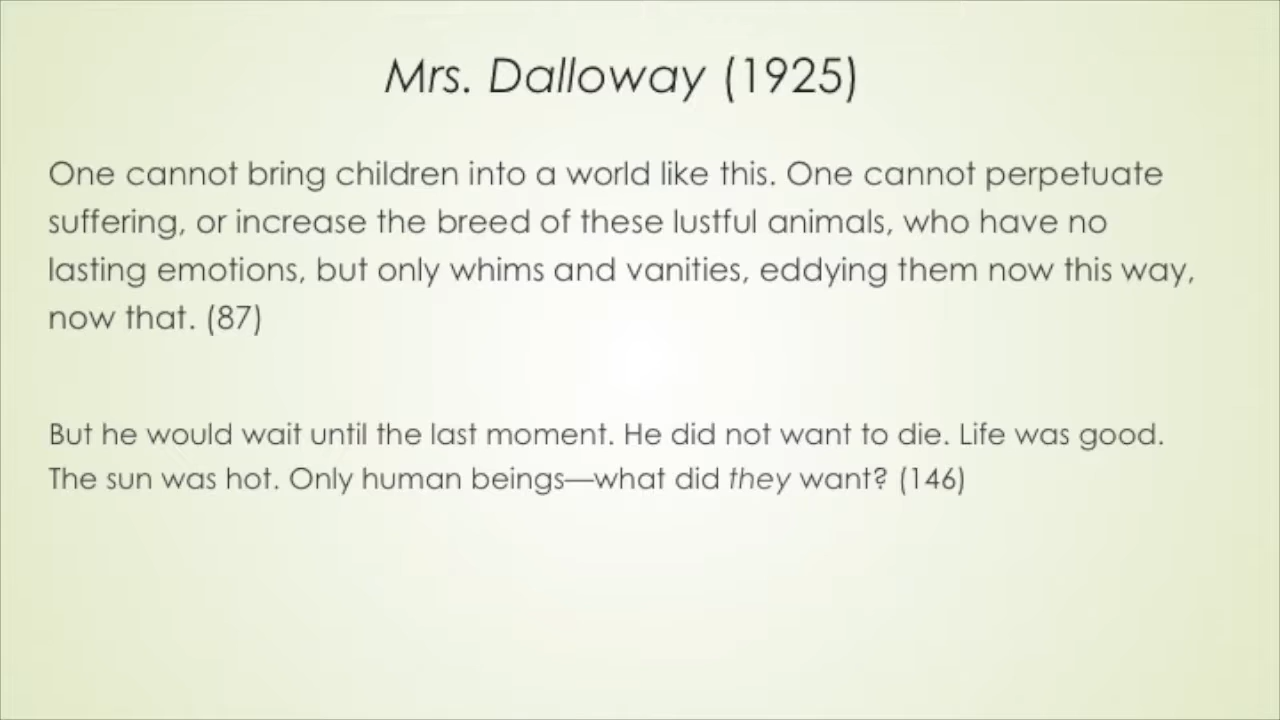 Mrs. Dalloway (1925)
One cannot bring children into a world like this. One cannot perpetuate
suffering, or increase the breed of these lustful animals, who have no
lasting emotions, but only whims and vanities, eddying them now this way,
now that. (87)
But he would wait until the last moment. He did not want to die. Life was good.
The sun was hot. Only human beings—what did they want? (146)